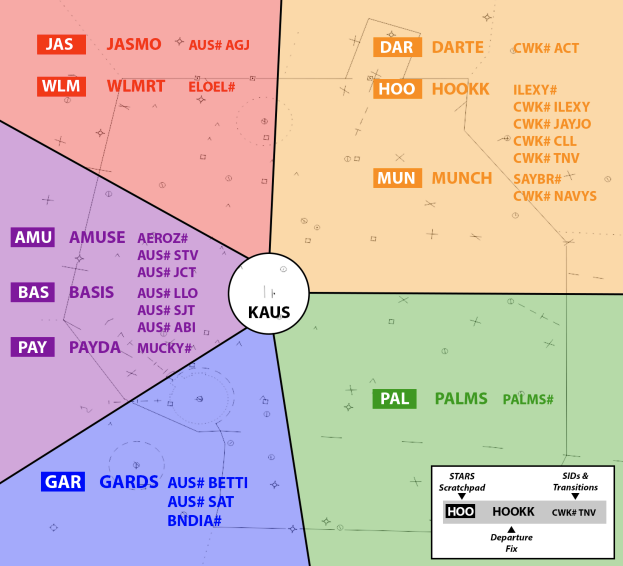 JAS JASMO AUS# AGJ
WLM WLMRT ELOEL#
DAR DARTE CWK# ACT
HOO HOOKK ILEXY#
CWK# ILEXY
CWK# JAYJO
CWK# CLL
CWK# TNV
MUN MUNCH SAYBR#
CWK# NAVYS
AMU AMUSE AEROZ#
AUS# STV
AUS# JCT
BAS BASIS AUS# LLO
AUS# SJT
AUS# ABI
PAY PAYDA MUCKY#
KAUS
PAL PALMS PALMS#
GAR GARDS AUS# BETTI
AUS# SAT
BNDIA#
STARS
Scratchpad
SIDs &
Transitions
HOO HOOKK CWK# TNV
Departure
Fix